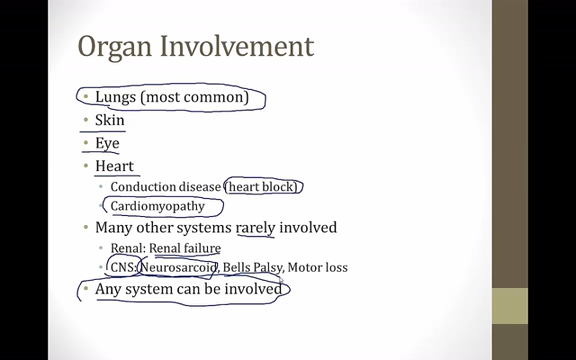 Organ Involvement
• Lungs (most common)
• Skin
• Eye
• Heart
• Conduction disease (heart block)
• Cardiomyopathy
• Many other systems rarely involved
• Renal: Renal failure
• CNS: Neurosarcoid, Bells Palsy, Motor loss
• Any system can be involved